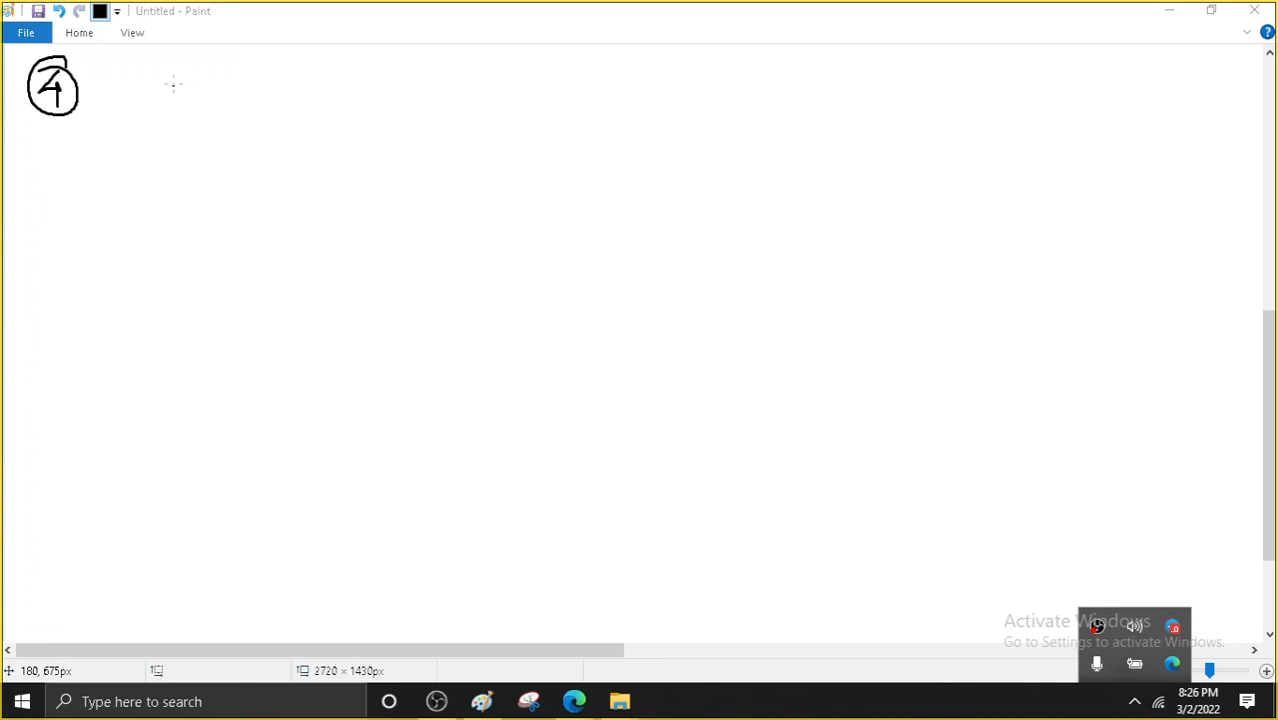 Untitled - Paint
File Home View
4
Activate Windows
Go to Settings to activate Windows.
180, 675px
2720 × 1430px
Type here to search
8:26 PM
3/2/2022